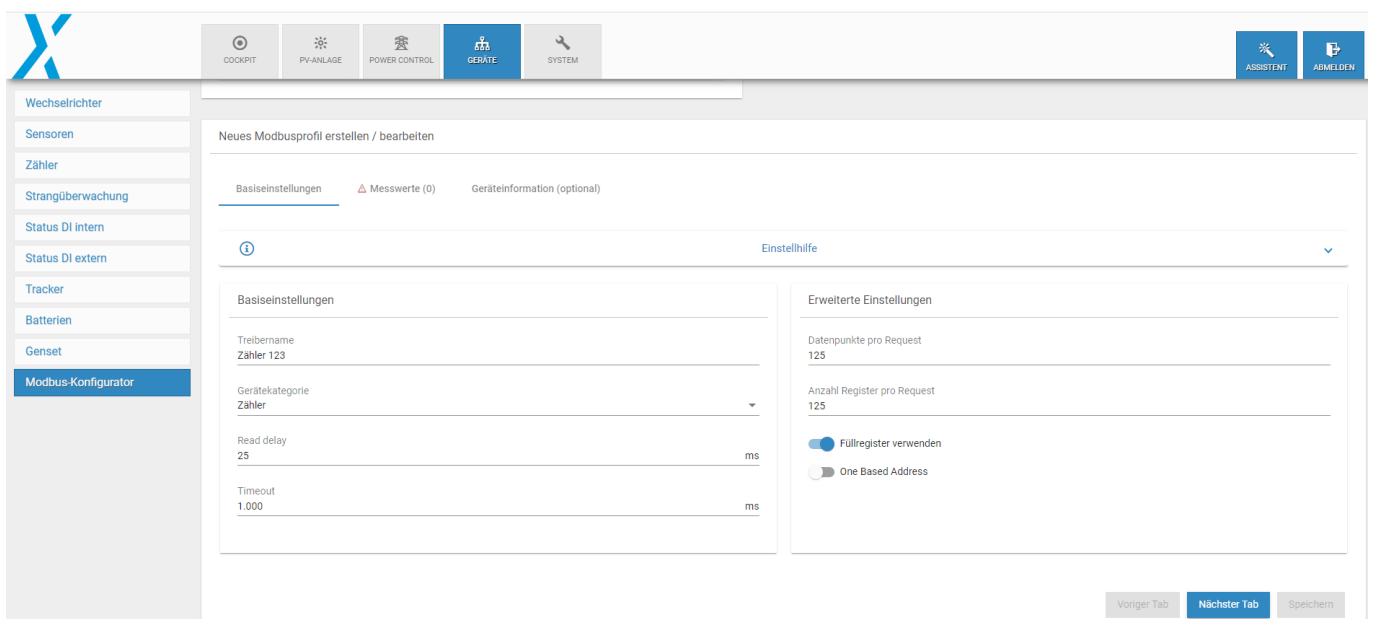 COCKPIT
PV-ANLAGE
POWER CONTROL
GERÄTE
SYSTEM
ASSISTENT
ABMELDEN
Wechselrichter
Sensoren
Zähler
Strangüberwachung
Status DI intern
Status DI extern
Tracker
Batterien
Genset
Modbus-Konfigurator
Neues Modbusprofil erstellen / bearbeiten
Basiseinstellungen
Messwerte (0)
Geräteinformation (optional)
Einstellhilfe
Basiseinstellungen
Treibername
Zähler 123
Gerätekategorie
Zähler
Read delay
25 ms
Timeout
1.000 ms
Erweiterte Einstellungen
Datenpunkte pro Request
125
Anzahl Register pro Request
125
Füllregister verwenden
One Based Address
Voriger Tab
Nächster Tab
Speichern